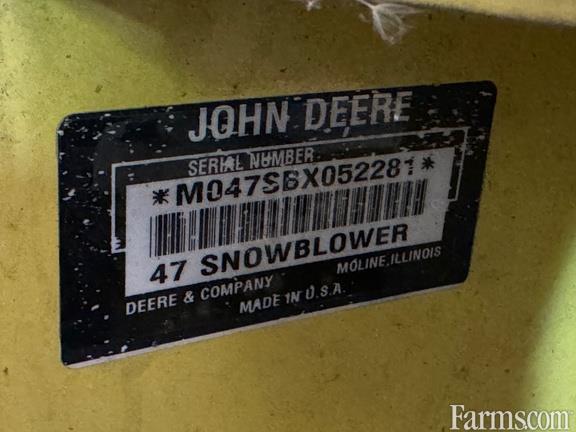 JOHN DEERE
SERIAL NUMBER
*M047SBX052281*
47 SNOWBLOWER
DEERE & COMPANY MOLINE, ILLINOIS
MADE IN U.S.A.
Farms.com